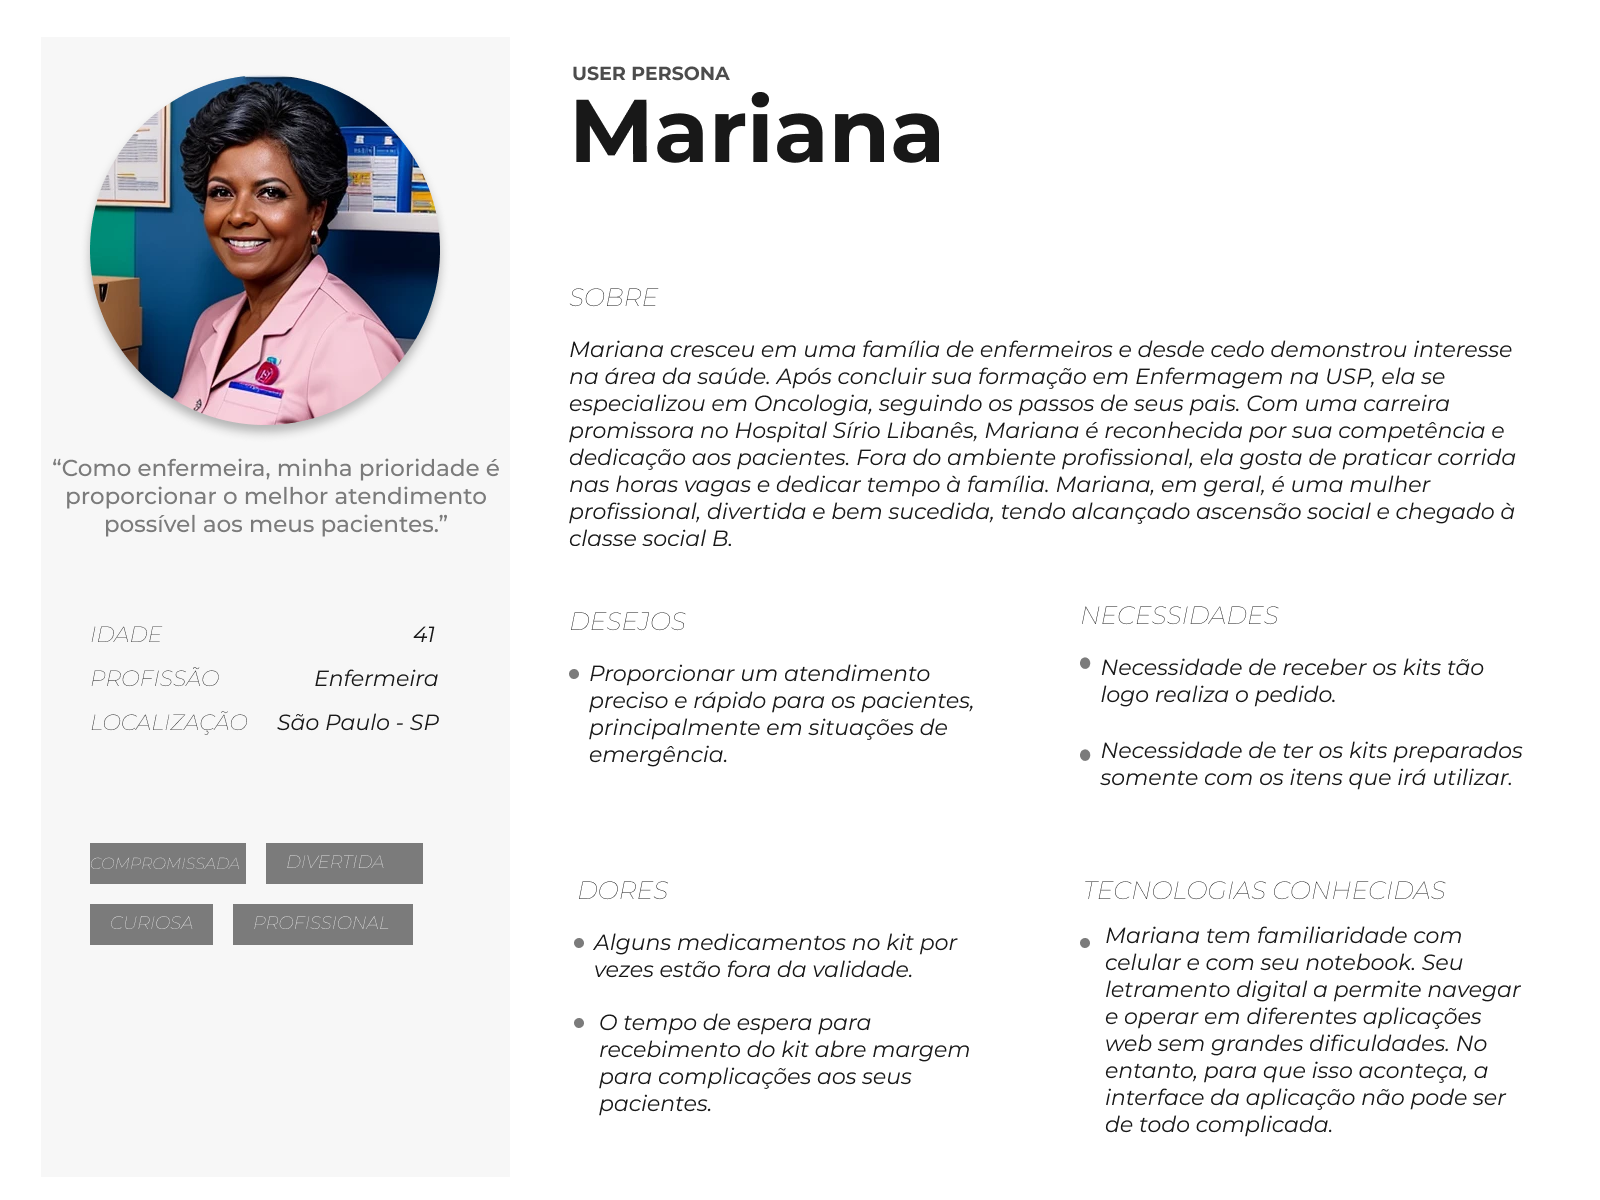 USER PERSONA
Mariana
“Como enfermeira, minha prioridade é
proporcionar o melhor atendimento
possível aos meus pacientes.”
IDADE 41
PROFISSÃO Enfermeira
LOCALIZAÇÃO São Paulo - SP
COMPROMISSADA DIVERTIDA
CURIOSA PROFISSIONAL
SOBRE
Mariana cresceu em uma família de enfermeiros e desde cedo demonstrou interesse
na área da saúde. Após concluir sua formação em Enfermagem na USP, ela se
especializou em Oncologia, seguindo os passos de seus pais. Com uma carreira
promissora no Hospital Sírio Libanês, Mariana é reconhecida por sua competência e
dedicação aos pacientes. Fora do ambiente profissional, ela gosta de praticar corrida
nas horas vagas e dedicar tempo à família. Mariana, em geral, é uma mulher
profissional, divertida e bem sucedida, tendo alcançado ascensão social e chegado à
classe social B.
DESEJOS
Proporcionar um atendimento
preciso e rápido para os pacientes,
principalmente em situações de
emergência.
NECESSIDADES
Necessidade de receber os kits tão
logo realiza o pedido.
Necessidade de ter os kits preparados
somente com os itens que irá utilizar.
DORES
Alguns medicamentos no kit por
vezes estão fora da validade.
O tempo de espera para
recebimento do kit abre margem
para complicações aos seus
pacientes.
TECNOLOGIAS CONHECIDAS
Mariana tem familiaridade com
celular e com seu notebook. Seu
letramento digital a permite navegar
e operar em diferentes aplicações
web sem grandes dificuldades. No
entanto, para que isso aconteça, a
interface da aplicação não pode ser
de todo complicada.